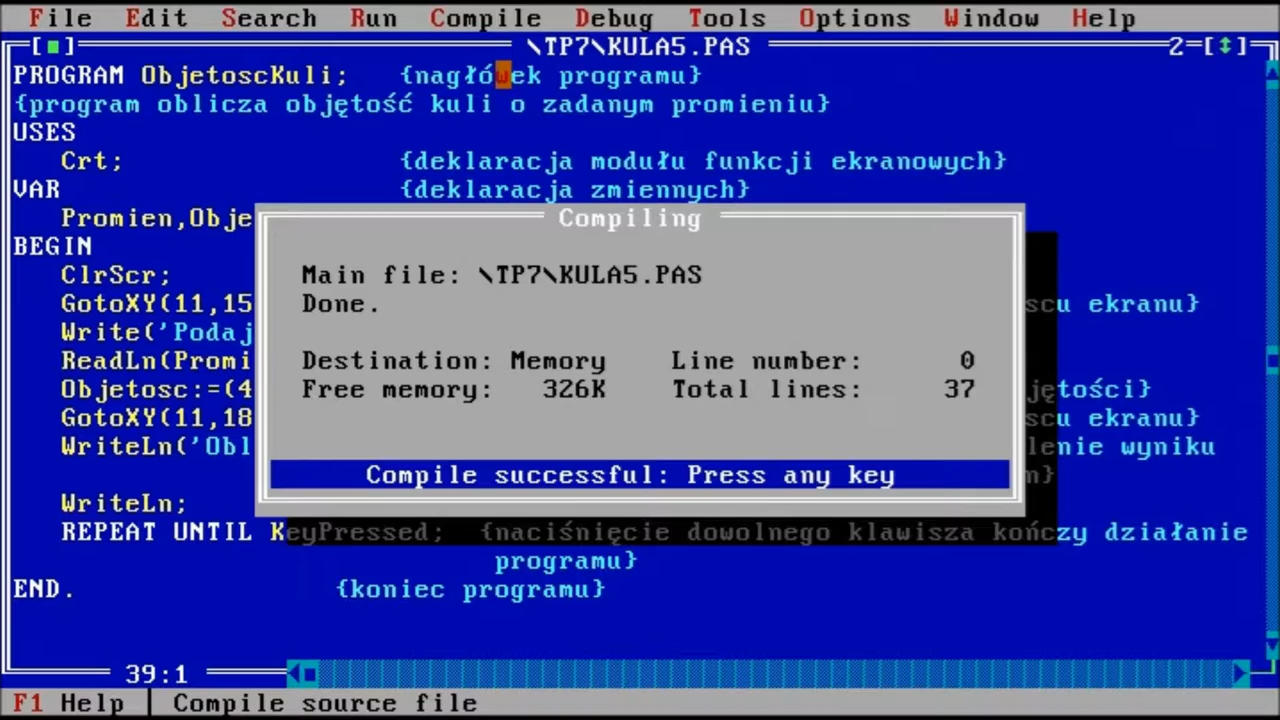 File Edit Search Run Compile Debug Tools Options Window Help
\TP7\KULA5.PAS 2
PROGRAM ObjetoscKuli; {nagłówek programu}
{program oblicza objętość kuli o zadanym promieniu}
USES
Crt; {deklaracja modułu funkcji ekranowych}
VAR {deklaracja zmiennych}
Promien,Obje
BEGIN
ClrScr;
GotoXY(11,15 scu ekranu}
Write('Podaj
ReadLn(Promi
Objetosc:=(4 jętości}
GotoXY(11,18 scu ekranu}
WriteLn('Obl lenie wyniku
m}
WriteLn;
REPEAT UNTIL KeyPressed; {naciśnięcie dowolnego klawisza kończy działanie
programu}
END. {koniec programu}
Compiling
Main file: \TP7\KULA5.PAS
Done.
Destination: Memory Line number: 0
Free memory: 326K Total lines: 37
Compile successful: Press any key
39:1
F1 Help | Compile source file